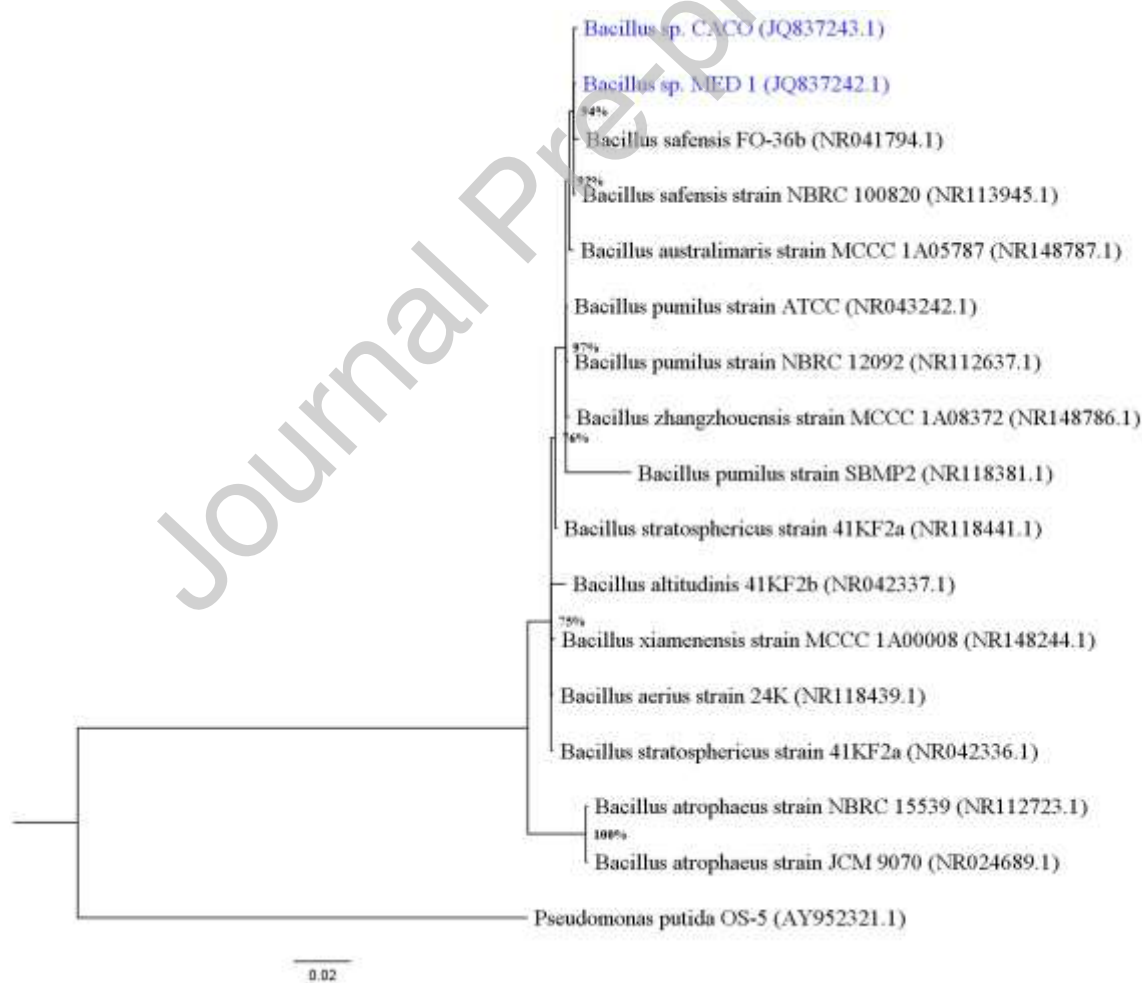 Bacillus sp. CACO (JQ837243.1)
Bacillus sp. MED 1 (JQ837242.1)
94%
Bacillus safensis FO-36b (NR041794.1)
92%
Bacillus safensis strain NBRC 100820 (NR113945.1)
Bacillus australimaris strain MCCC 1A05787 (NR148787.1)
Bacillus pumilus strain ATCC (NR043242.1)
97%
Bacillus pumilus strain NBRC 12092 (NR112637.1)
Bacillus zhangzhouensis strain MCCC 1A08372 (NR148786.1)
76%
Bacillus pumilus strain SBMP2 (NR118381.1)
Bacillus stratosphericus strain 41KF2a (NR118441.1)
Bacillus altitudinis 41KF2b (NR042337.1)
75%
Bacillus xiamenensis strain MCCC 1A00008 (NR148244.1)
Bacillus aerius strain 24K (NR118439.1)
Bacillus stratosphericus strain 41KF2a (NR042336.1)
Bacillus atrophaeus strain NBRC 15539 (NR112723.1)
100%
Bacillus atrophaeus strain JCM 9070 (NR024689.1)
Pseudomonas putida OS-5 (AY952321.1)
0.02
Journal Pre-p